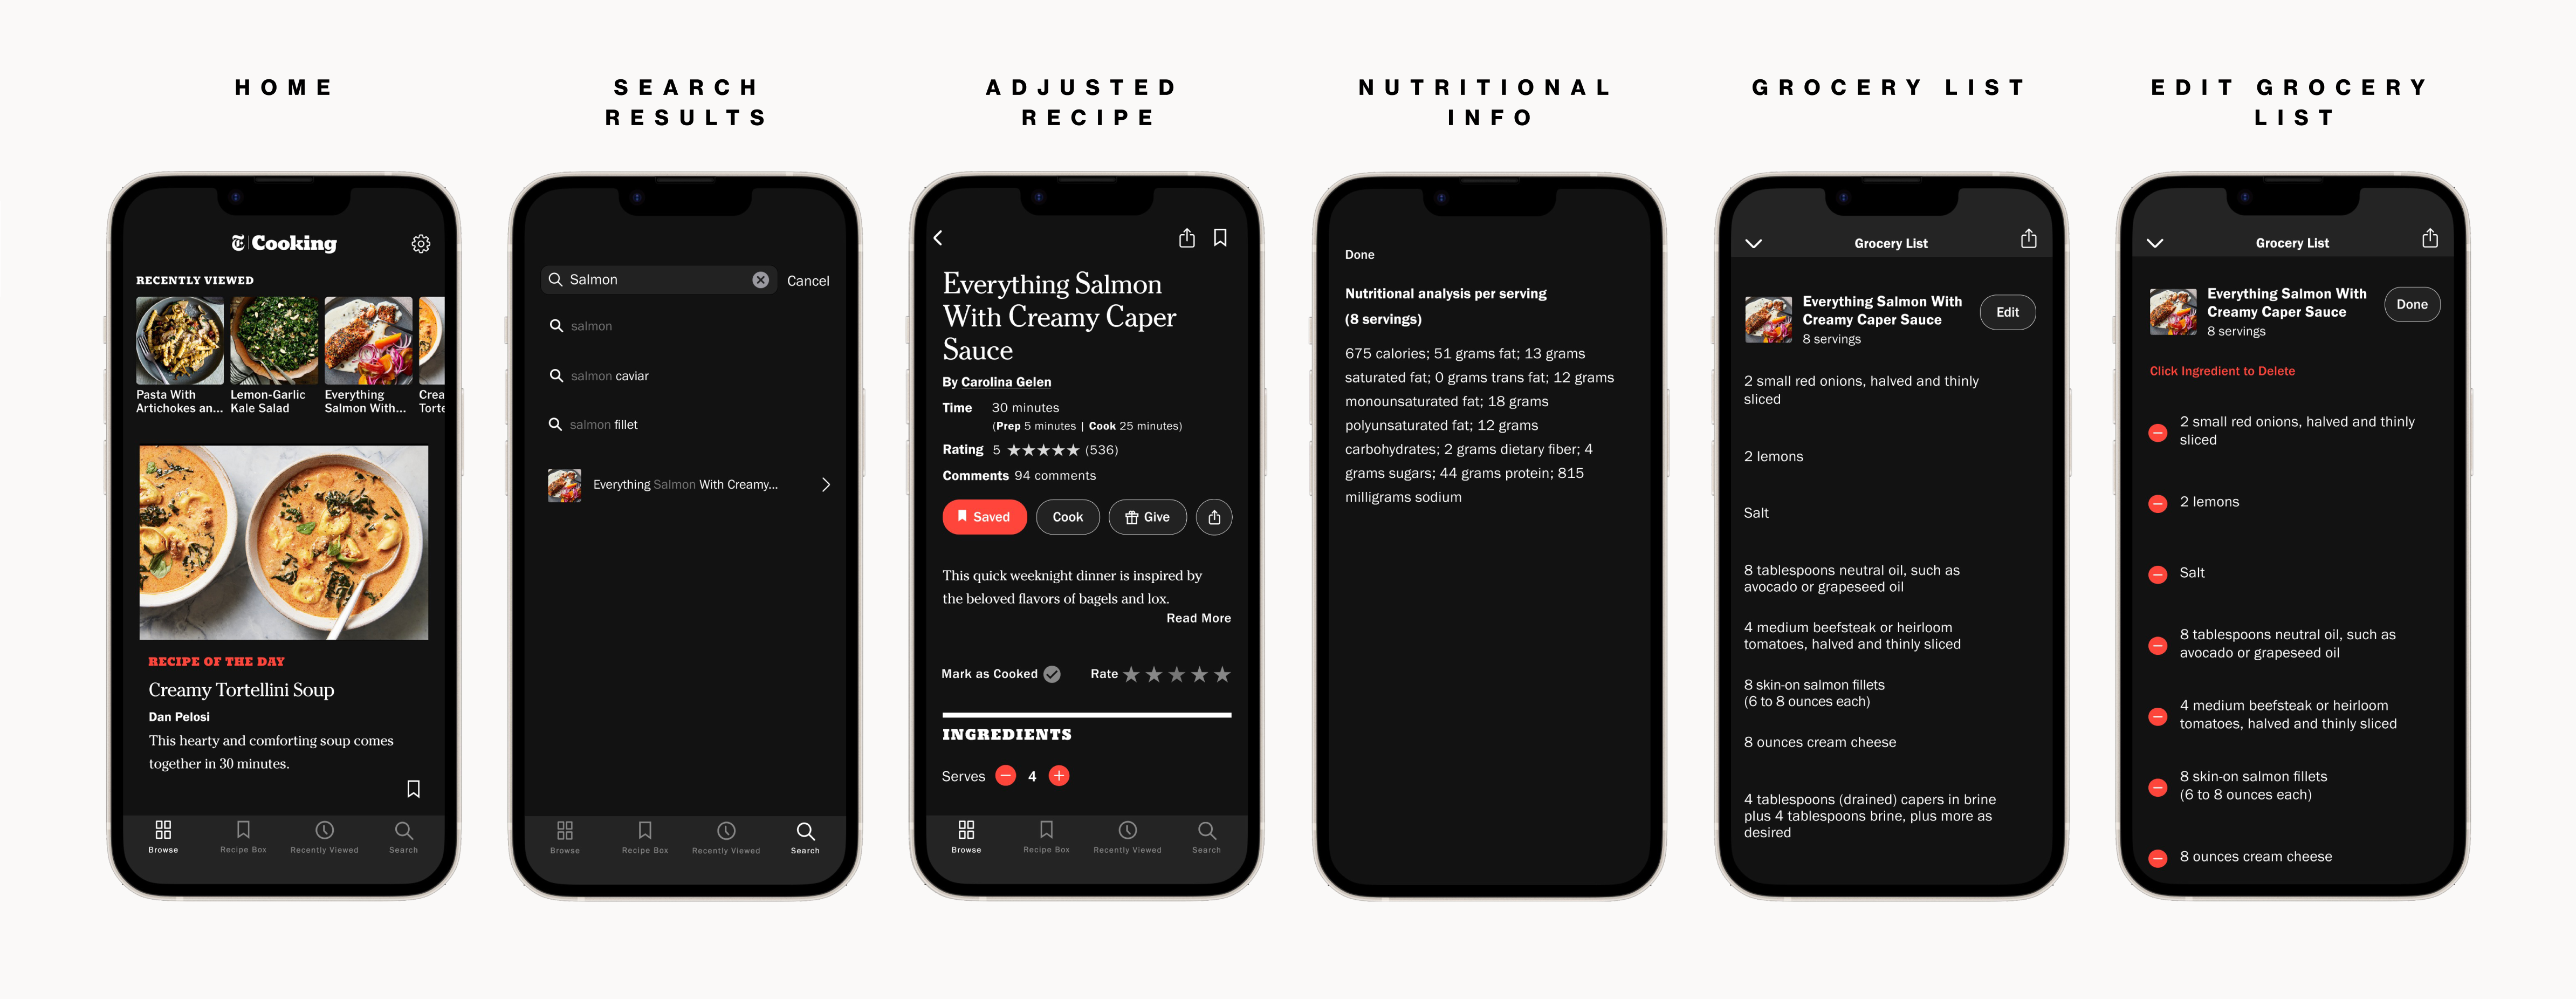 HOME
𝕿 Cooking
RECENTLY VIEWED
Pasta With
Artichokes an...
Lemon-Garlic
Kale Salad
Everything
Salmon With...
Crea
Torte
RECIPE OF THE DAY
Creamy Tortellini Soup
Dan Pelosi
This hearty and comforting soup comes
together in 30 minutes.
Browse Recipe Box Recently Viewed Search
SEARCH
RESULTS
Salmon Cancel
salmon
salmon caviar
salmon fillet
Everything Salmon With Creamy...
Browse Recipe Box Recently Viewed Search
ADJUSTED
RECIPE
Everything Salmon
With Creamy Caper
Sauce
By Carolina Gelen
Time 30 minutes
(Prep 5 minutes | Cook 25 minutes)
Rating 5 ★★★★★ (536)
Comments 94 comments
Saved Cook Give
This quick weeknight dinner is inspired by
the beloved flavors of bagels and lox.
Read More
Mark as Cooked Rate ★★★★★
INGREDIENTS
Serves − 4 +
Browse Recipe Box Recently Viewed Search
NUTRITIONAL
INFO
Done
Nutritional analysis per serving
(8 servings)
675 calories; 51 grams fat; 13 grams
saturated fat; 0 grams trans fat; 12 grams
monounsaturated fat; 18 grams
polyunsaturated fat; 12 grams
carbohydrates; 2 grams dietary fiber; 4
grams sugars; 44 grams protein; 815
milligrams sodium
GROCERY LIST
Grocery List
Everything Salmon With
Creamy Caper Sauce
8 servings
Edit
2 small red onions, halved and thinly
sliced
2 lemons
Salt
8 tablespoons neutral oil, such as
avocado or grapeseed oil
4 medium beefsteak or heirloom
tomatoes, halved and thinly sliced
8 skin-on salmon fillets
(6 to 8 ounces each)
8 ounces cream cheese
4 tablespoons (drained) capers in brine
plus 4 tablespoons brine, plus more as
desired
EDIT GROCERY
LIST
Grocery List
Everything Salmon With
Creamy Caper Sauce
8 servings
Done
Click Ingredient to Delete
2 small red onions, halved and thinly
sliced
2 lemons
Salt
8 tablespoons neutral oil, such as
avocado or grapeseed oil
4 medium beefsteak or heirloom
tomatoes, halved and thinly sliced
8 skin-on salmon fillets
(6 to 8 ounces each)
8 ounces cream cheese